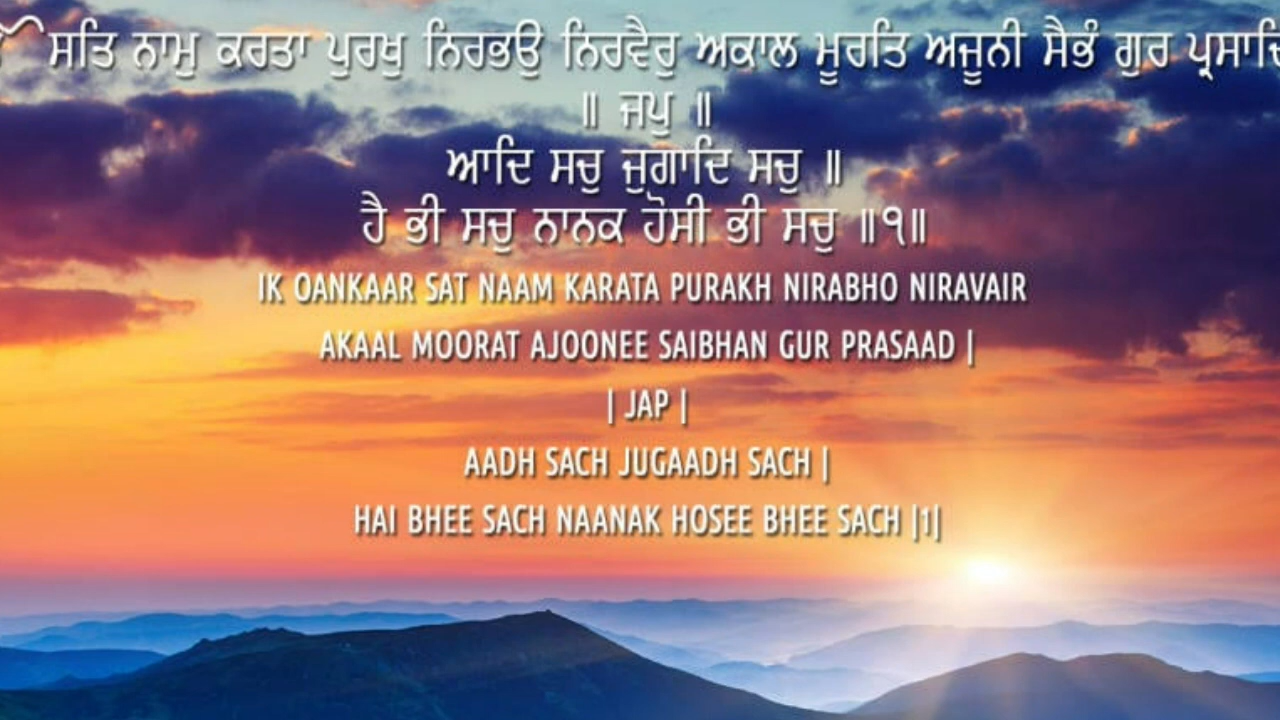 ਸਤਿ ਨਾਮੁ ਕਰਤਾ ਪੁਰਖੁ ਨਿਰਭਉ ਨਿਰਵੈਰੁ ਅਕਾਲ ਮੂਰਤਿ ਅਜੂਨੀ ਸੈਭੰ ਗੁਰ
॥ ਜਪੁ ॥
ਆਦਿ ਸਚੁ ਜੁਗਾਦਿ ਸਚੁ ॥
ਹੈ ਭੀ ਸਚੁ ਨਾਨਕ ਹੋਸੀ ਭੀ ਸਚੁ ॥੧॥
IK OANKAAR SAT NAAM KARATA PURAKH NIRABHO NIRAVAIR
AKAAL MOORAT AJOONEE SAIBHAN GUR PRASAAD |
| JAP |
AADH SACH JUGAADH SACH |
HAI BHEE SACH NAANAK HOSEE BHEE SACH |1|